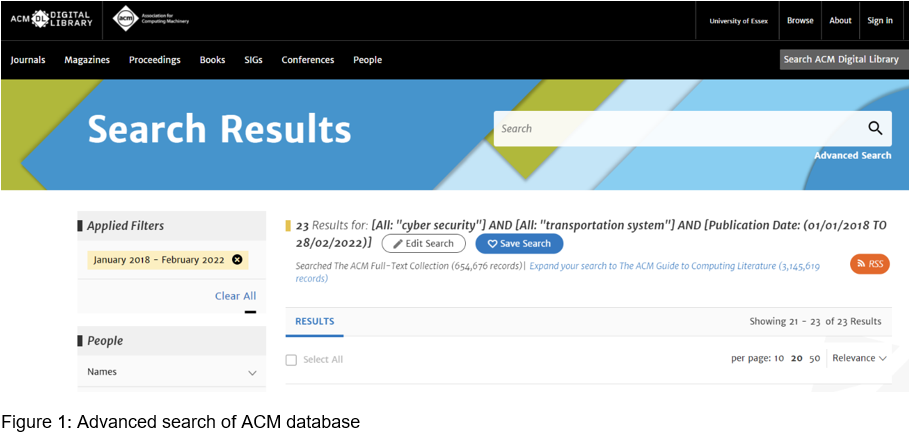 ACM DL DIGITAL LIBRARY
acm Association for Computing Machinery
University of Essex
Browse
About
Sign in
Journals Magazines Proceedings Books SIGs Conferences People
Search ACM Digital Library
Search Results
Search
Advanced Search
Applied Filters
January 2018 - February 2022
Clear All
People
Names
23 Results for: [All: "cyber security"] AND [All: "transportation system"] AND [Publication Date: (01/01/2018 TO
28/02/2022)]
Edit Search
Save Search
Searched The ACM Full-Text Collection (654,676 records)| Expand your search to The ACM Guide to Computing Literature (3,145,619
records)
RSS
RESULTS
Showing 21 - 23 of 23 Results
Select All
per page: 10 20 50 Relevance
Figure 1: Advanced search of ACM database